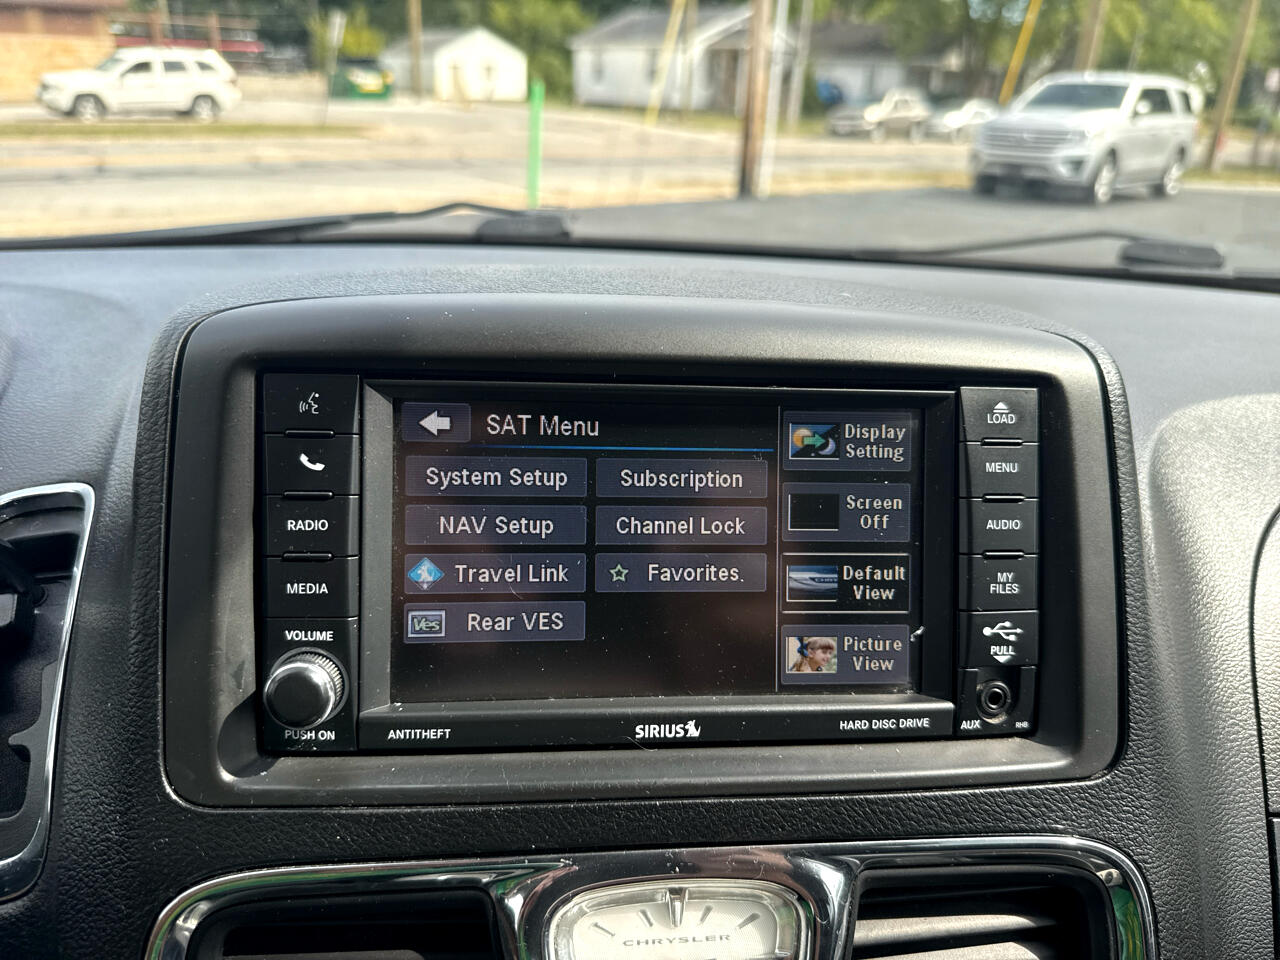 SAT Menu
System Setup
Subscription
NAV Setup
Channel Lock
Travel Link
Favorites
Ves
Rear VES
Display
Setting
Screen
Off
Default
View
Picture
View
RADIO
MEDIA
VOLUME
PUSH ON
LOAD
MENU
AUDIO
MY
FILES
PULL
AUX
RHB
ANTITHEFT
SIRIUS
HARD DISC DRIVE
CHRYSLER